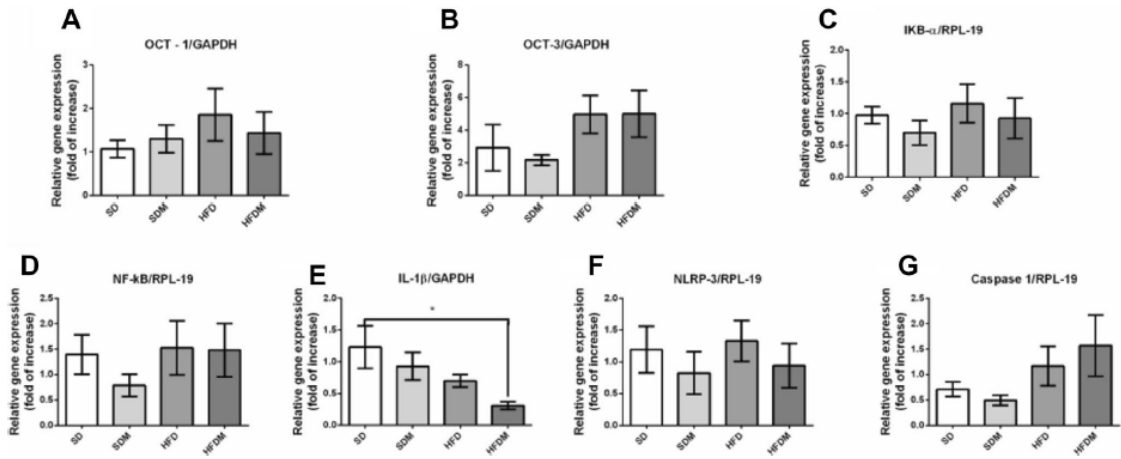 A
OCT - 1/GAPDH
Relative gene expression
(fold of increase)
3
2
1
0
SD
SDM
HFD
HFDM
B
OCT-3/GAPDH
Relative gene expression
(fold of increase)
8
6
4
2
0
SD
SDM
HFD
HFDM
C
IKB-α/RPL-19
Relative gene expression
(fold of increase)
2.0
1.5
1.0
0.5
0.0
SD
SDM
HFD
HFDM
D
NF-kB/RPL-19
Relative gene expression
(fold of increase)
2.5
2.0
1.5
1.0
0.5
0.0
SD
SDM
HFD
HFDM
E
IL-1β/GAPDH
Relative gene expression
(fold of increase)
2.0
1.5
1.0
0.5
0.0
*
SD
SDM
HFD
HFDM
F
NLRP-3/RPL-19
Relative gene expression
(fold of increase)
2.0
1.5
1.0
0.5
0.0
SD
SDM
HFD
HFDM
G
Caspase 1/RPL-19
Relative gene expression
(fold of increase)
2.5
2.0
1.5
1.0
0.5
0.0
SD
SDM
HFD
HFDM